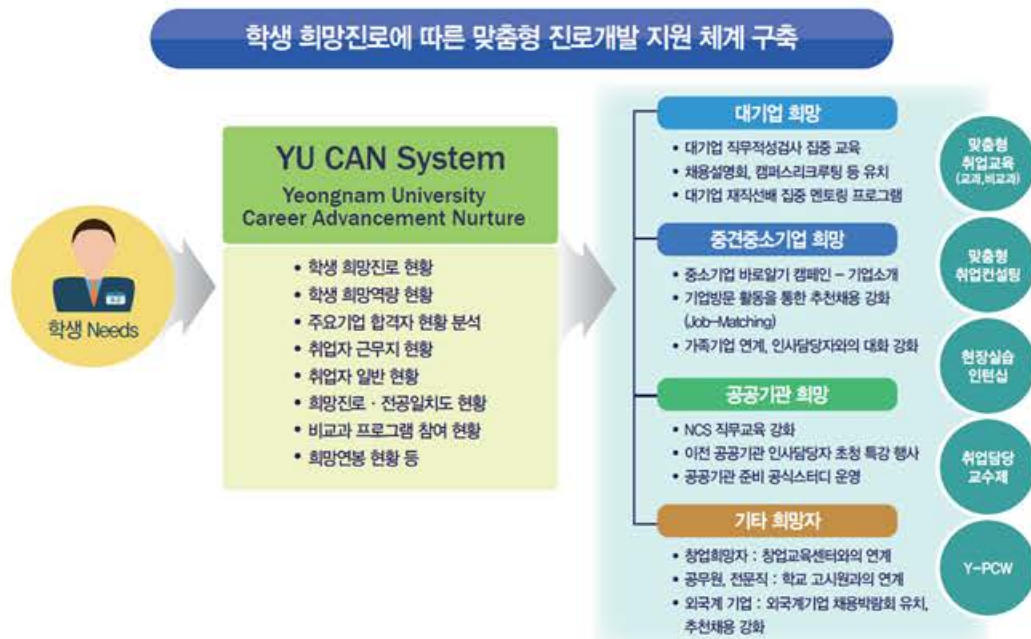 학생 희망진로에 따른 맞춤형 진로개발 지원 체계 구축
학생 Needs
YU CAN System
Yeongnam University
Career Advancement Nurture
• 학생 희망진로 현황
• 학생 희망역량 현황
• 주요기업 합격자 현황 분석
• 취업자 근무지 현황
• 취업자 일반 현황
• 희망진로 · 전공일치도 현황
• 비교과 프로그램 참여 현황
• 희망연봉 현황 등
대기업 희망
• 대기업 직무적성검사 집중 교육
• 채용설명회, 캠퍼스리크루팅 등 유치
• 대기업 재직선배 집중 멘토링 프로그램
중견중소기업 희망
• 중소기업 바로알기 캠페인 – 기업소개
• 기업방문 활동을 통한 추천채용 강화
(Job-Matching)
• 가족기업 연계, 인사담당자와의 대화 강화
공공기관 희망
• NCS 직무교육 강화
• 이전 공공기관 인사담당자 초청 특강 행사
• 공공기관 준비 공식스터디 운영
기타 희망자
• 창업희망자 : 창업교육센터와의 연계
• 공무원, 전문직 : 학교 고시원과의 연계
• 외국계 기업 : 외국계기업 채용박람회 유치,
추천채용 강화
맞춤형
취업교육
(교과,비교과)
맞춤형
취업컨설팅
현장실습
인턴십
취업담당
교수제
Y-PCW